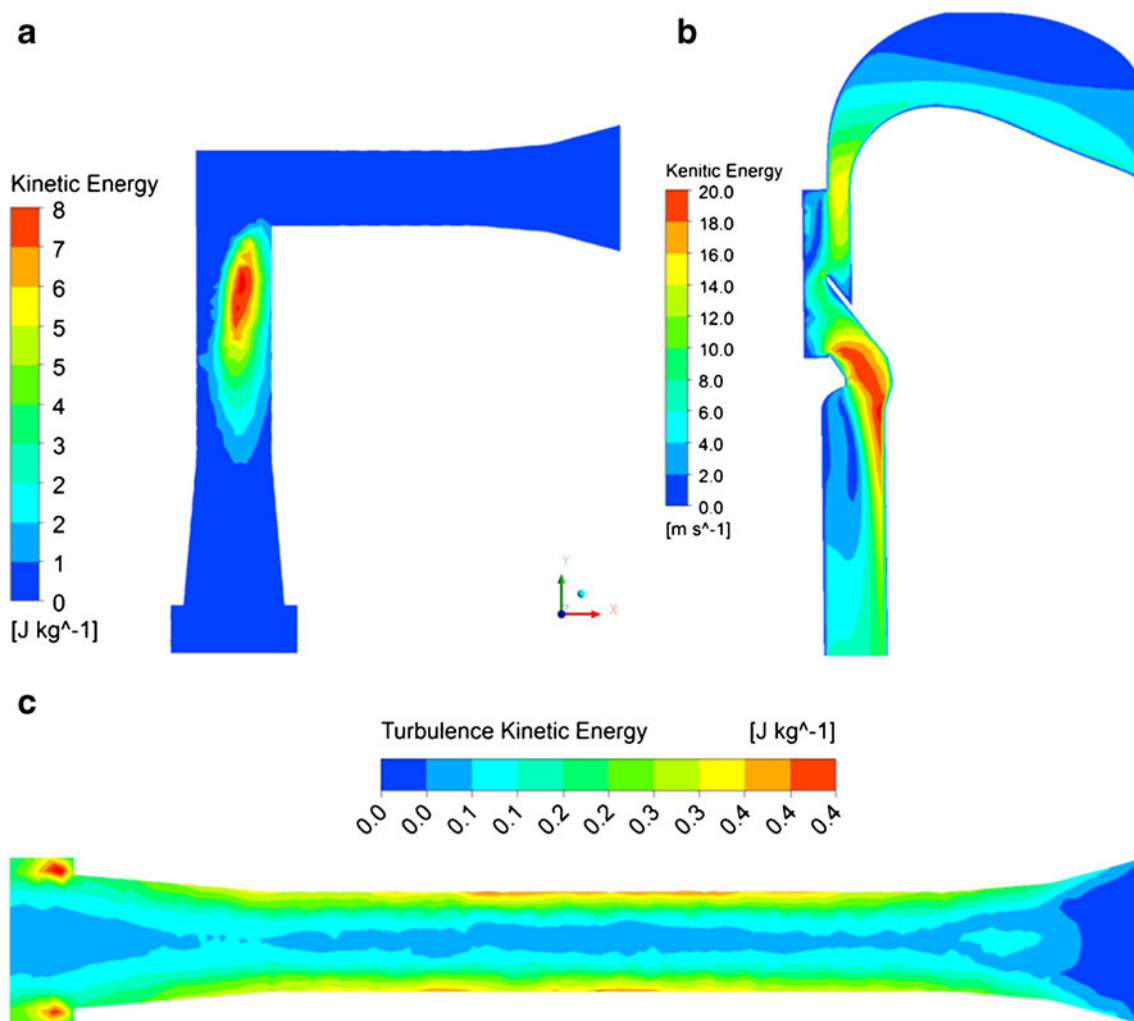 a
Kinetic Energy
8
7
6
5
5
4
3
2
2
1
0
[J kg^-1]
Y
Z
X
b
Kenitic Energy
20.0
18.0
16.0
14.0
12.0
10.0
8.0
6.0
4.0
2.0
0.0
[m s^-1]
c
Turbulence Kinetic Energy [J kg^-1]
0.0 0.0 0.1 0.1 0.2 0.2 0.3 0.3 0.4 0.4 0.4